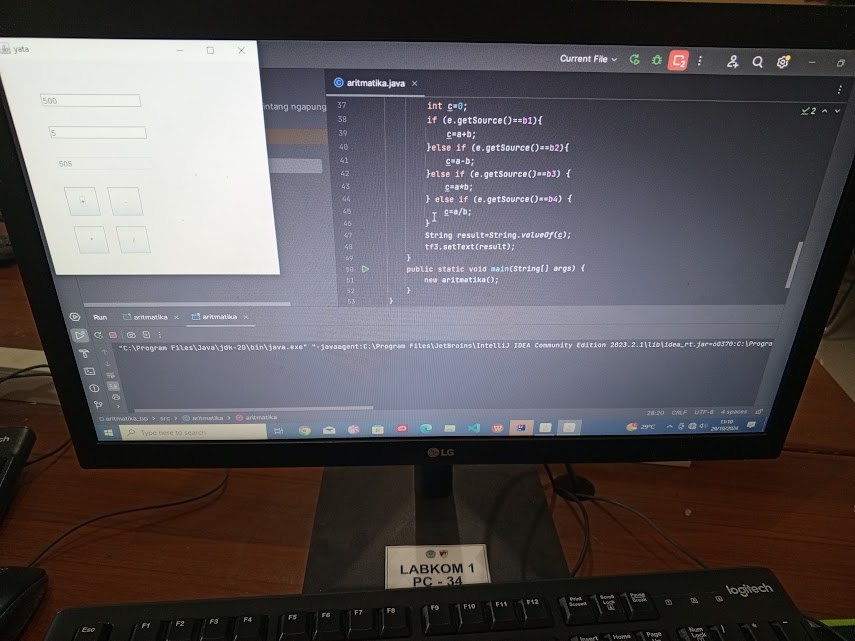 yata
500
5
505
Current File
aritmatika.java
intang ngapung
2
37 int c=0;
38 if (e.getSource()==b1){
39 c=a+b;
40 }else if (e.getSource()==b2){
41 c=a-b;
42 }else if (e.getSource()==b3) {
43 c=a*b;
44 } else if (e.getSource()==b4) {
45 c=a/b;
46 }
47 String result=String.valueOf(c);
48 tf3.setText(result);
49 }
50 public static void main(String[] args) {
51 new aritmatika();
52 }
53 }
Run aritmatika aritmatika
"C:\Program Files\Java\jdk-20\bin\java.exe" "-javaagent:C:\Program Files\JetBrains\IntelliJ IDEA Community Edition 2023.2.1\lib\idea_rt.jar=60370:C:\Progra
aritmatika_bp > src > aritmatika > aritmatika
28:20 CRLF UTF-8 4 spaces
Type here to search
29°C
11:10
29/10/2024
LG
LABKOM 1
PC - 34
logitech
Esc F1 F2 F3 F4 F5 F6 F7 F8 F9 F10 F11 F12 Print Screen Scroll Lock Pause Break
Insert Home Page Num Lock